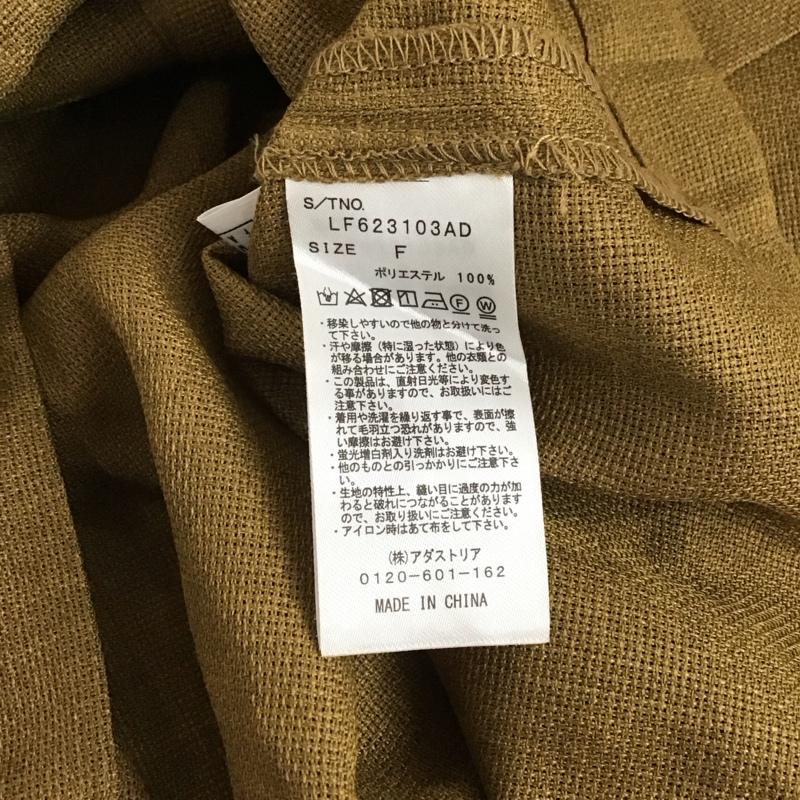 S/TNO.
LF623103AD
SIZE F
ポリエステル 100%
F W
・移染しやすいので他の物と分けて洗っ
て下さい。
・汗や摩擦（特に湿った状態）により色
が移る場合があります。他の衣類との
組み合わせにご注意ください。
・この製品は、直射日光等により変色す
る事がありますので、お取扱いにはご
注意下さい。
・着用や洗濯を繰り返す事で、表面が擦
れて毛羽立つ恐れがありますので、強
い摩擦はお避け下さい。
・蛍光増白剤入り洗剤はお避け下さい。
・他のものとの引っかかりにご注意下さ
い。
・生地の特性上、縫い目に過度の力が加
わると破れにつながることがあります
ので、お取り扱いにご注意ください。
・アイロン時はあて布をして下さい。
(株)アダストリア
0120-601-162
MADE IN CHINA